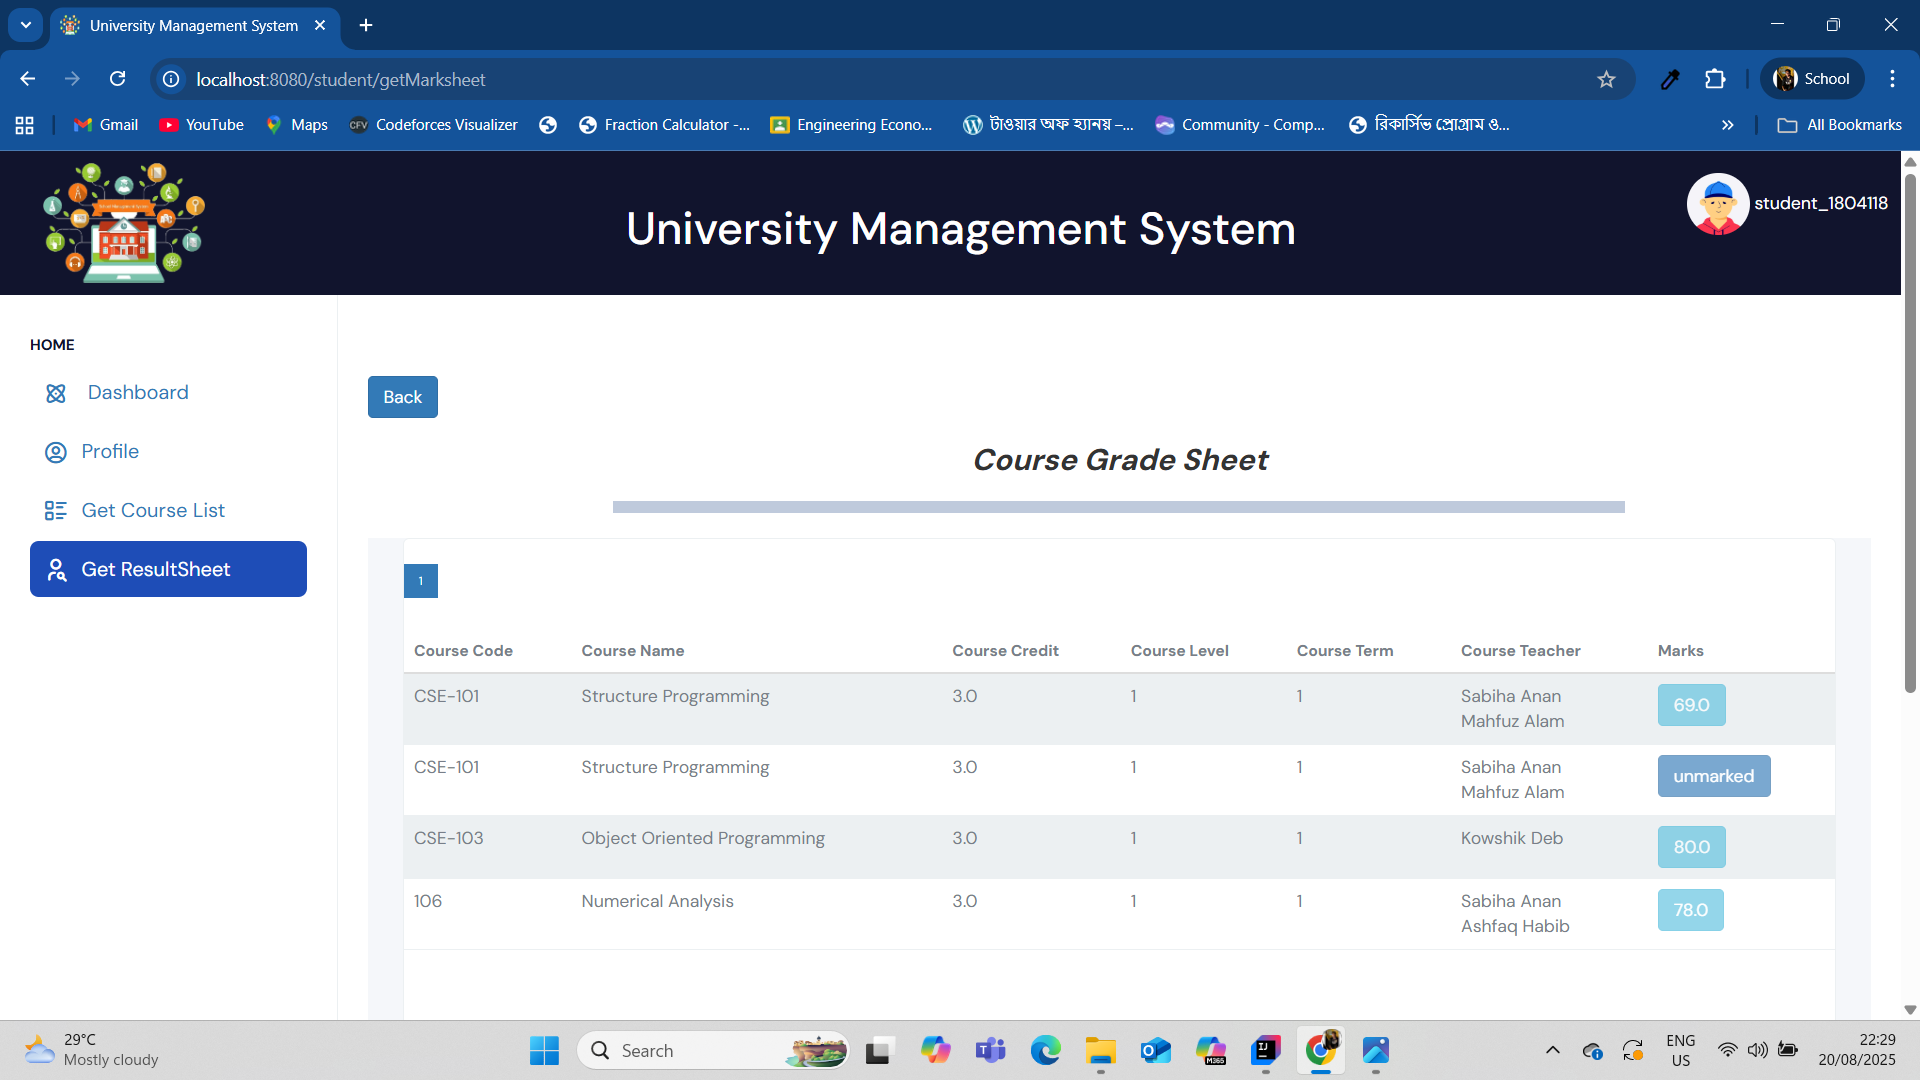 University Management System
localhost:8080/student/getMarksheet
School
Gmail
YouTube
Maps
CFV
Codeforces Visualizer
Fraction Calculator -...
Engineering Econo...
টাওয়ার অফ হ্যানয় –...
Community - Comp...
রিকার্সিভ প্রোগ্রাম ও...
All Bookmarks
University Management System
student_1804118
HOME
Dashboard
Profile
Get Course List
Get ResultSheet
Back
Course Grade Sheet
1
Course Code Course Name Course Credit Course Level Course Term Course Teacher Marks
CSE-101 Structure Programming 3.0 1 1 Sabiha Anan 69.0
Mahfuz Alam
CSE-101 Structure Programming 3.0 1 1 Sabiha Anan unmarked
Mahfuz Alam
CSE-103 Object Oriented Programming 3.0 1 1 Kowshik Deb 80.0
106 Numerical Analysis 3.0 1 1 Sabiha Anan 78.0
Ashfaq Habib
29°C
Mostly cloudy
Search
M365
ENG
US
22:29
20/08/2025